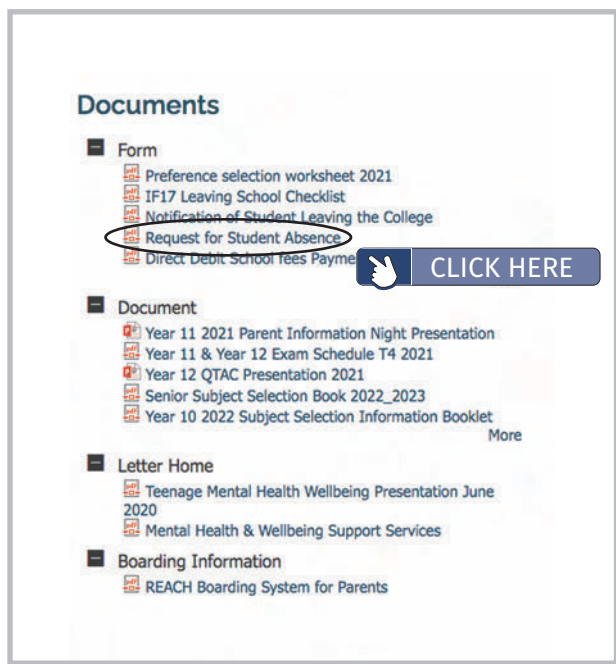 Documents
Form
Preference selection worksheet 2021
IF17 Leaving School Checklist
Notification of Student Leaving the College
Request for Student Absence
Direct Debit School fees Payme
CLICK HERE
Document
Year 11 2021 Parent Information Night Presentation
Year 11 & Year 12 Exam Schedule T4 2021
Year 12 QTAC Presentation 2021
Senior Subject Selection Book 2022_2023
Year 10 2022 Subject Selection Information Booklet
More
Letter Home
Teenage Mental Health Wellbeing Presentation June
2020
Mental Health & Wellbeing Support Services
Boarding Information
REACH Boarding System for Parents